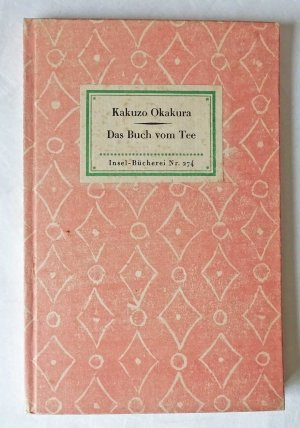 Kakuzo Okakura
Das Buch vom Tee
Insel-Bücherei Nr. 274